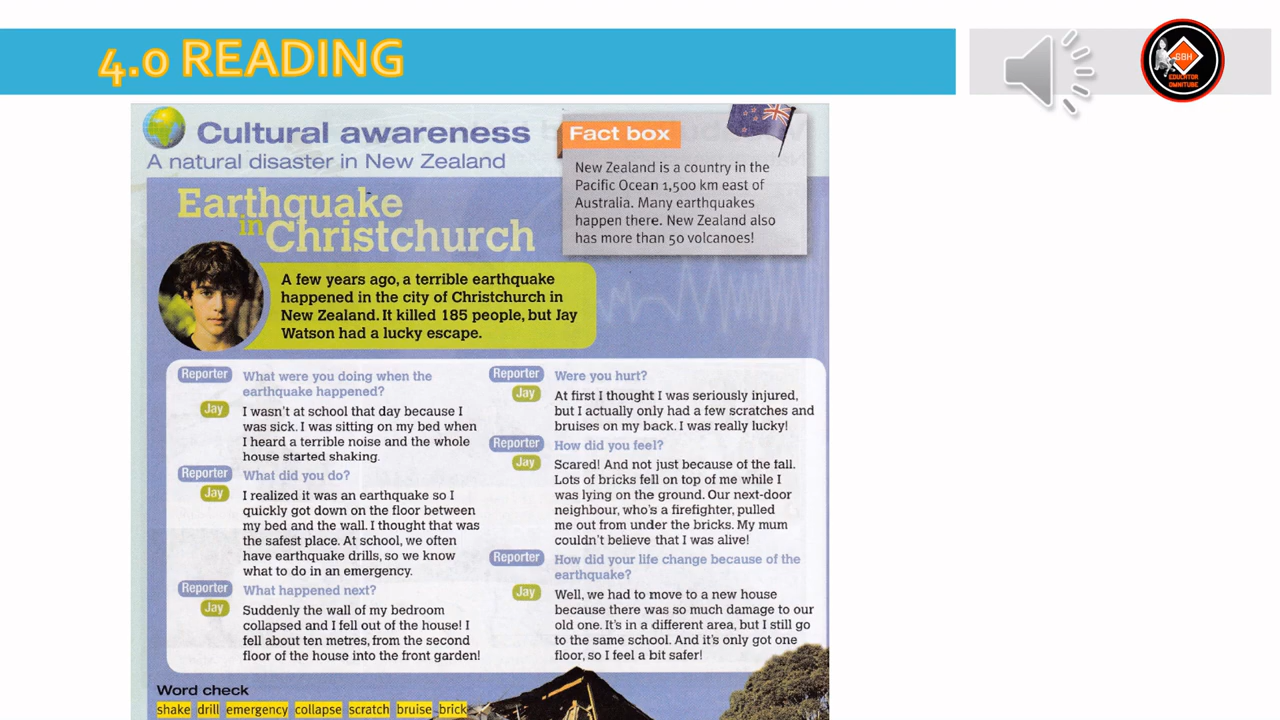 4.0 READING
GBH
EDUCATOR
OMNITUBE
Cultural awareness
A natural disaster in New Zealand
Fact box
New Zealand is a country in the
Pacific Ocean 1,500 km east of
Australia. Many earthquakes
happen there. New Zealand also
has more than 50 volcanoes!
Earthquake
in Christchurch
A few years ago, a terrible earthquake
happened in the city of Christchurch in
New Zealand. It killed 185 people, but Jay
Watson had a lucky escape.
Reporter What were you doing when the
earthquake happened?
Jay I wasn't at school that day because I
was sick. I was sitting on my bed when
I heard a terrible noise and the whole
house started shaking.
Reporter What did you do?
Jay I realized it was an earthquake so I
quickly got down on the floor between
my bed and the wall. I thought that was
the safest place. At school, we often
have earthquake drills, so we know
what to do in an emergency.
Reporter What happened next?
Jay Suddenly the wall of my bedroom
collapsed and I fell out of the house! I
fell about ten metres, from the second
floor of the house into the front garden!
Reporter Were you hurt?
Jay At first I thought I was seriously injured,
but I actually only had a few scratches and
bruises on my back. I was really lucky!
Reporter How did you feel?
Jay Scared! And not just because of the fall.
Lots of bricks fell on top of me while I
was lying on the ground. Our next-door
neighbour, who's a firefighter, pulled
me out from under the bricks. My mum
couldn't believe that I was alive!
Reporter How did your life change because of the
earthquake?
Jay Well, we had to move to a new house
because there was so much damage to our
old one. It's in a different area, but I still go
to the same school. And it's only got one
floor, so I feel a bit safer!
Word check
shake drill emergency collapse scratch bruise brick